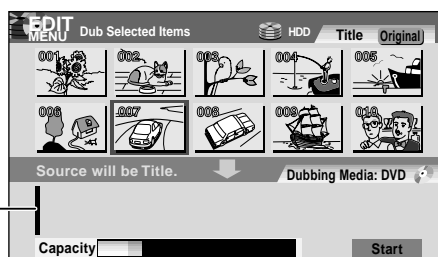 EDIT
MENU
Dub Selected Items
HDD
Title
Original
001 002 003 004 005
006 007 008 009 010
Source will be Title.
Dubbing Media: DVD
Capacity
Start